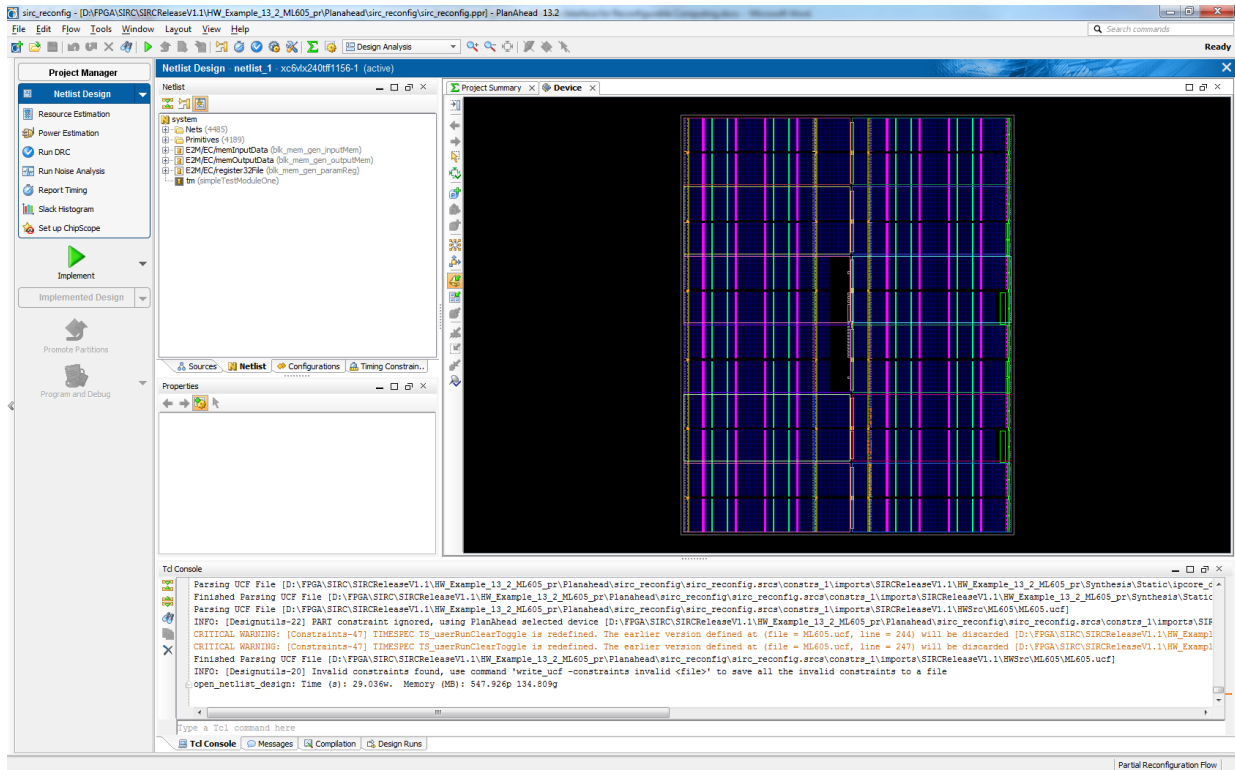 sirc_reconfig - [D:\FPGA\SIRC\SIRCReleaseV1.1\HW_Example_13_2_ML605_pr\Planahead\sirc_reconfig\sirc_reconfig.ppr] - PlanAhead 13.2
File Edit Flow Tools Window Layout View Help
Search commands
Design Analysis
Ready
Project Manager
Netlist Design - netlist_1 - xc6vlx240tff1156-1 (active)
Netlist Design
Resource Estimation
Power Estimation
Run DRC
Run Noise Analysis
Report Timing
Slack Histogram
Set up ChipScope
Implement
Implemented Design
Promote Partitions
Program and Debug
Netlist
system
Nets (4485)
Primitives (4189)
E2M/EC/memInputData (blk_mem_gen_inputMem)
E2M/EC/memOutputData (blk_mem_gen_outputMem)
E2M/EC/register32File (blk_mem_gen_paramReg)
tm (simpleTestModuleOne)
Sources Netlist Configurations Timing Constrain..
Properties
Project Summary Device
Tcl Console
Parsing UCF File [D:\FPGA\SIRC\SIRCReleaseV1.1\HW_Example_13_2_ML605_pr\Planahead\sirc_reconfig\sirc_reconfig.srcs\constrs_1\imports\SIRCReleaseV1.1\HW_Example_13_2_ML605_pr\Synthesis\Static\ipcore_d
Finished Parsing UCF File [D:\FPGA\SIRC\SIRCReleaseV1.1\HW_Example_13_2_ML605_pr\Planahead\sirc_reconfig\sirc_reconfig.srcs\constrs_1\imports\SIRCReleaseV1.1\HW_Example_13_2_ML605_pr\Synthesis\Static
Parsing UCF File [D:\FPGA\SIRC\SIRCReleaseV1.1\HW_Example_13_2_ML605_pr\Planahead\sirc_reconfig\sirc_reconfig.srcs\constrs_1\imports\SIRCReleaseV1.1\HWSrc\ML605\ML605.ucf]
INFO: [Designutils-22] PART constraint ignored, using PlanAhead selected device [D:\FPGA\SIRC\SIRCReleaseV1.1\HW_Example_13_2_ML605_pr\Planahead\sirc_reconfig\sirc_reconfig.srcs\constrs_1\imports\SIR
CRITICAL WARNING: [Constraints-47] TIMESPEC TS_userRunClearToggle is redefined. The earlier version defined at (file = ML605.ucf, line = 244) will be discarded [D:\FPGA\SIRC\SIRCReleaseV1.1\HW_Exampl
CRITICAL WARNING: [Constraints-47] TIMESPEC TS_userRunClearToggle is redefined. The earlier version defined at (file = ML605.ucf, line = 247) will be discarded [D:\FPGA\SIRC\SIRCReleaseV1.1\HW_Exampl
Finished Parsing UCF File [D:\FPGA\SIRC\SIRCReleaseV1.1\HW_Example_13_2_ML605_pr\Planahead\sirc_reconfig\sirc_reconfig.srcs\constrs_1\imports\SIRCReleaseV1.1\HWSrc\ML605\ML605.ucf]
INFO: [Designutils-20] Invalid constraints found, use command 'write_ucf -constraints invalid <file>' to save all the invalid constraints to a file
open_netlist_design: Time (s): 29.036w. Memory (MB): 547.926p 134.809g
Type a Tcl command here
Tcl Console Messages Compilation Design Runs
Partial Reconfiguration Flow